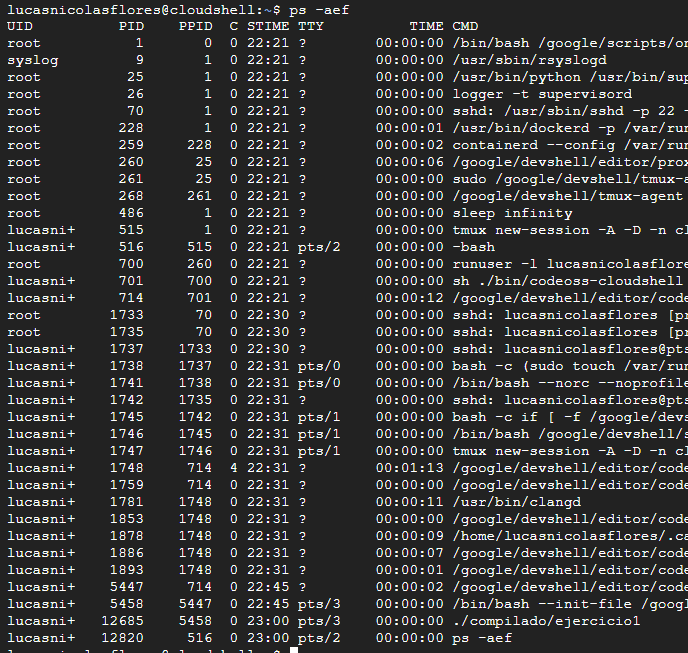 lucasnicolasflores@cloudshell:~$ ps -aef
UID PID PPID C STIME TTY TIME CMD
root 1 0 0 22:21 ? 00:00:00 /bin/bash /google/scripts/on
syslog 9 1 0 22:21 ? 00:00:00 /usr/sbin/rsyslogd
root 25 1 0 22:21 ? 00:00:00 /usr/bin/python /usr/bin/sup
root 26 1 0 22:21 ? 00:00:00 logger -t supervisord
root 70 1 0 22:21 ? 00:00:00 sshd: /usr/sbin/sshd -p 22 -
root 228 1 0 22:21 ? 00:00:01 /usr/bin/dockerd -p /var/run
root 259 228 0 22:21 ? 00:00:02 containerd --config /var/run
root 260 25 0 22:21 ? 00:00:06 /google/devshell/editor/prox
root 261 25 0 22:21 ? 00:00:00 sudo /google/devshell/tmux-a
root 268 261 0 22:21 ? 00:00:00 /google/devshell/tmux-agent
root 486 1 0 22:21 ? 00:00:00 sleep infinity
lucasni+ 515 1 0 22:21 ? 00:00:00 tmux new-session -A -D -n cl
lucasni+ 516 515 0 22:21 pts/2 00:00:00 -bash
root 700 260 0 22:21 ? 00:00:00 runuser -l lucasnicolasflore
lucasni+ 701 700 0 22:21 ? 00:00:00 sh ./bin/codeoss-cloudshell
lucasni+ 714 701 0 22:21 ? 00:00:12 /google/devshell/editor/code
root 1733 70 0 22:30 ? 00:00:00 sshd: lucasnicolasflores [pr
root 1735 70 0 22:30 ? 00:00:00 sshd: lucasnicolasflores [pr
lucasni+ 1737 1733 0 22:30 ? 00:00:00 sshd: lucasnicolasflores@pts
lucasni+ 1738 1737 0 22:31 pts/0 00:00:00 bash -c (sudo touch /var/run
lucasni+ 1741 1738 0 22:31 pts/0 00:00:00 /bin/bash --norc --noprofile
lucasni+ 1742 1735 0 22:31 ? 00:00:00 sshd: lucasnicolasflores@pts
lucasni+ 1745 1742 0 22:31 pts/1 00:00:00 bash -c if [ -f /google/devs
lucasni+ 1746 1745 0 22:31 pts/1 00:00:00 /bin/bash /google/devshell/s
lucasni+ 1747 1746 0 22:31 pts/1 00:00:00 tmux new-session -A -D -n cl
lucasni+ 1748 714 4 22:31 ? 00:01:13 /google/devshell/editor/code
lucasni+ 1759 714 0 22:31 ? 00:00:00 /google/devshell/editor/code
lucasni+ 1781 1748 0 22:31 ? 00:00:11 /usr/bin/clangd
lucasni+ 1853 1748 0 22:31 ? 00:00:00 /google/devshell/editor/code
lucasni+ 1878 1748 0 22:31 ? 00:00:09 /home/lucasnicolasflores/.ca
lucasni+ 1886 1748 0 22:31 ? 00:00:07 /google/devshell/editor/code
lucasni+ 1893 1748 0 22:31 ? 00:00:01 /google/devshell/editor/code
lucasni+ 5447 714 0 22:45 ? 00:00:02 /google/devshell/editor/code
lucasni+ 5458 5447 0 22:45 pts/3 00:00:00 /bin/bash --init-file /googl
lucasni+ 12685 5458 0 23:00 pts/3 00:00:00 ./compilado/ejercicio1
lucasni+ 12820 516 0 23:00 pts/2 00:00:00 ps -aef